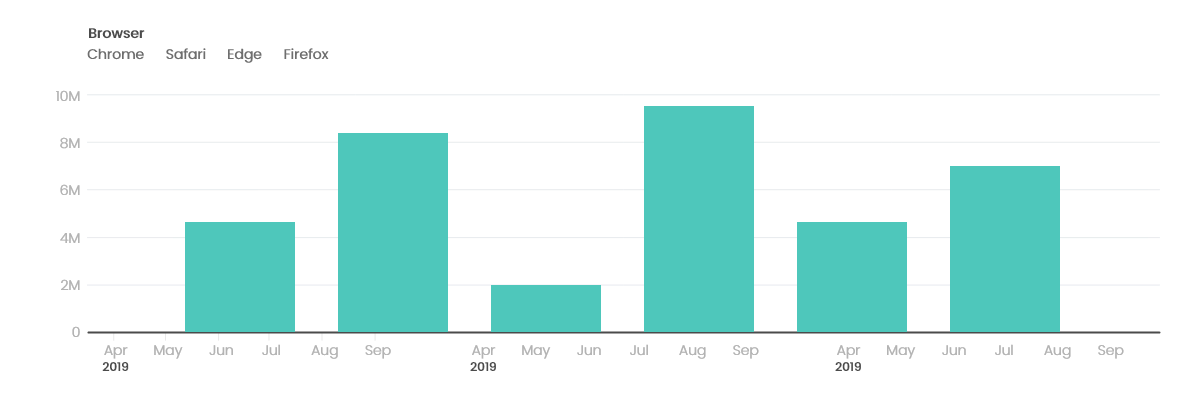 Browser
Chrome Safari Edge Firefox
10M
8M
6M
4M
2M
0
Apr May Jun Jul Aug Sep Apr May Jun Jul Aug Sep Apr May Jun Jul Aug Sep
2019 2019 2019